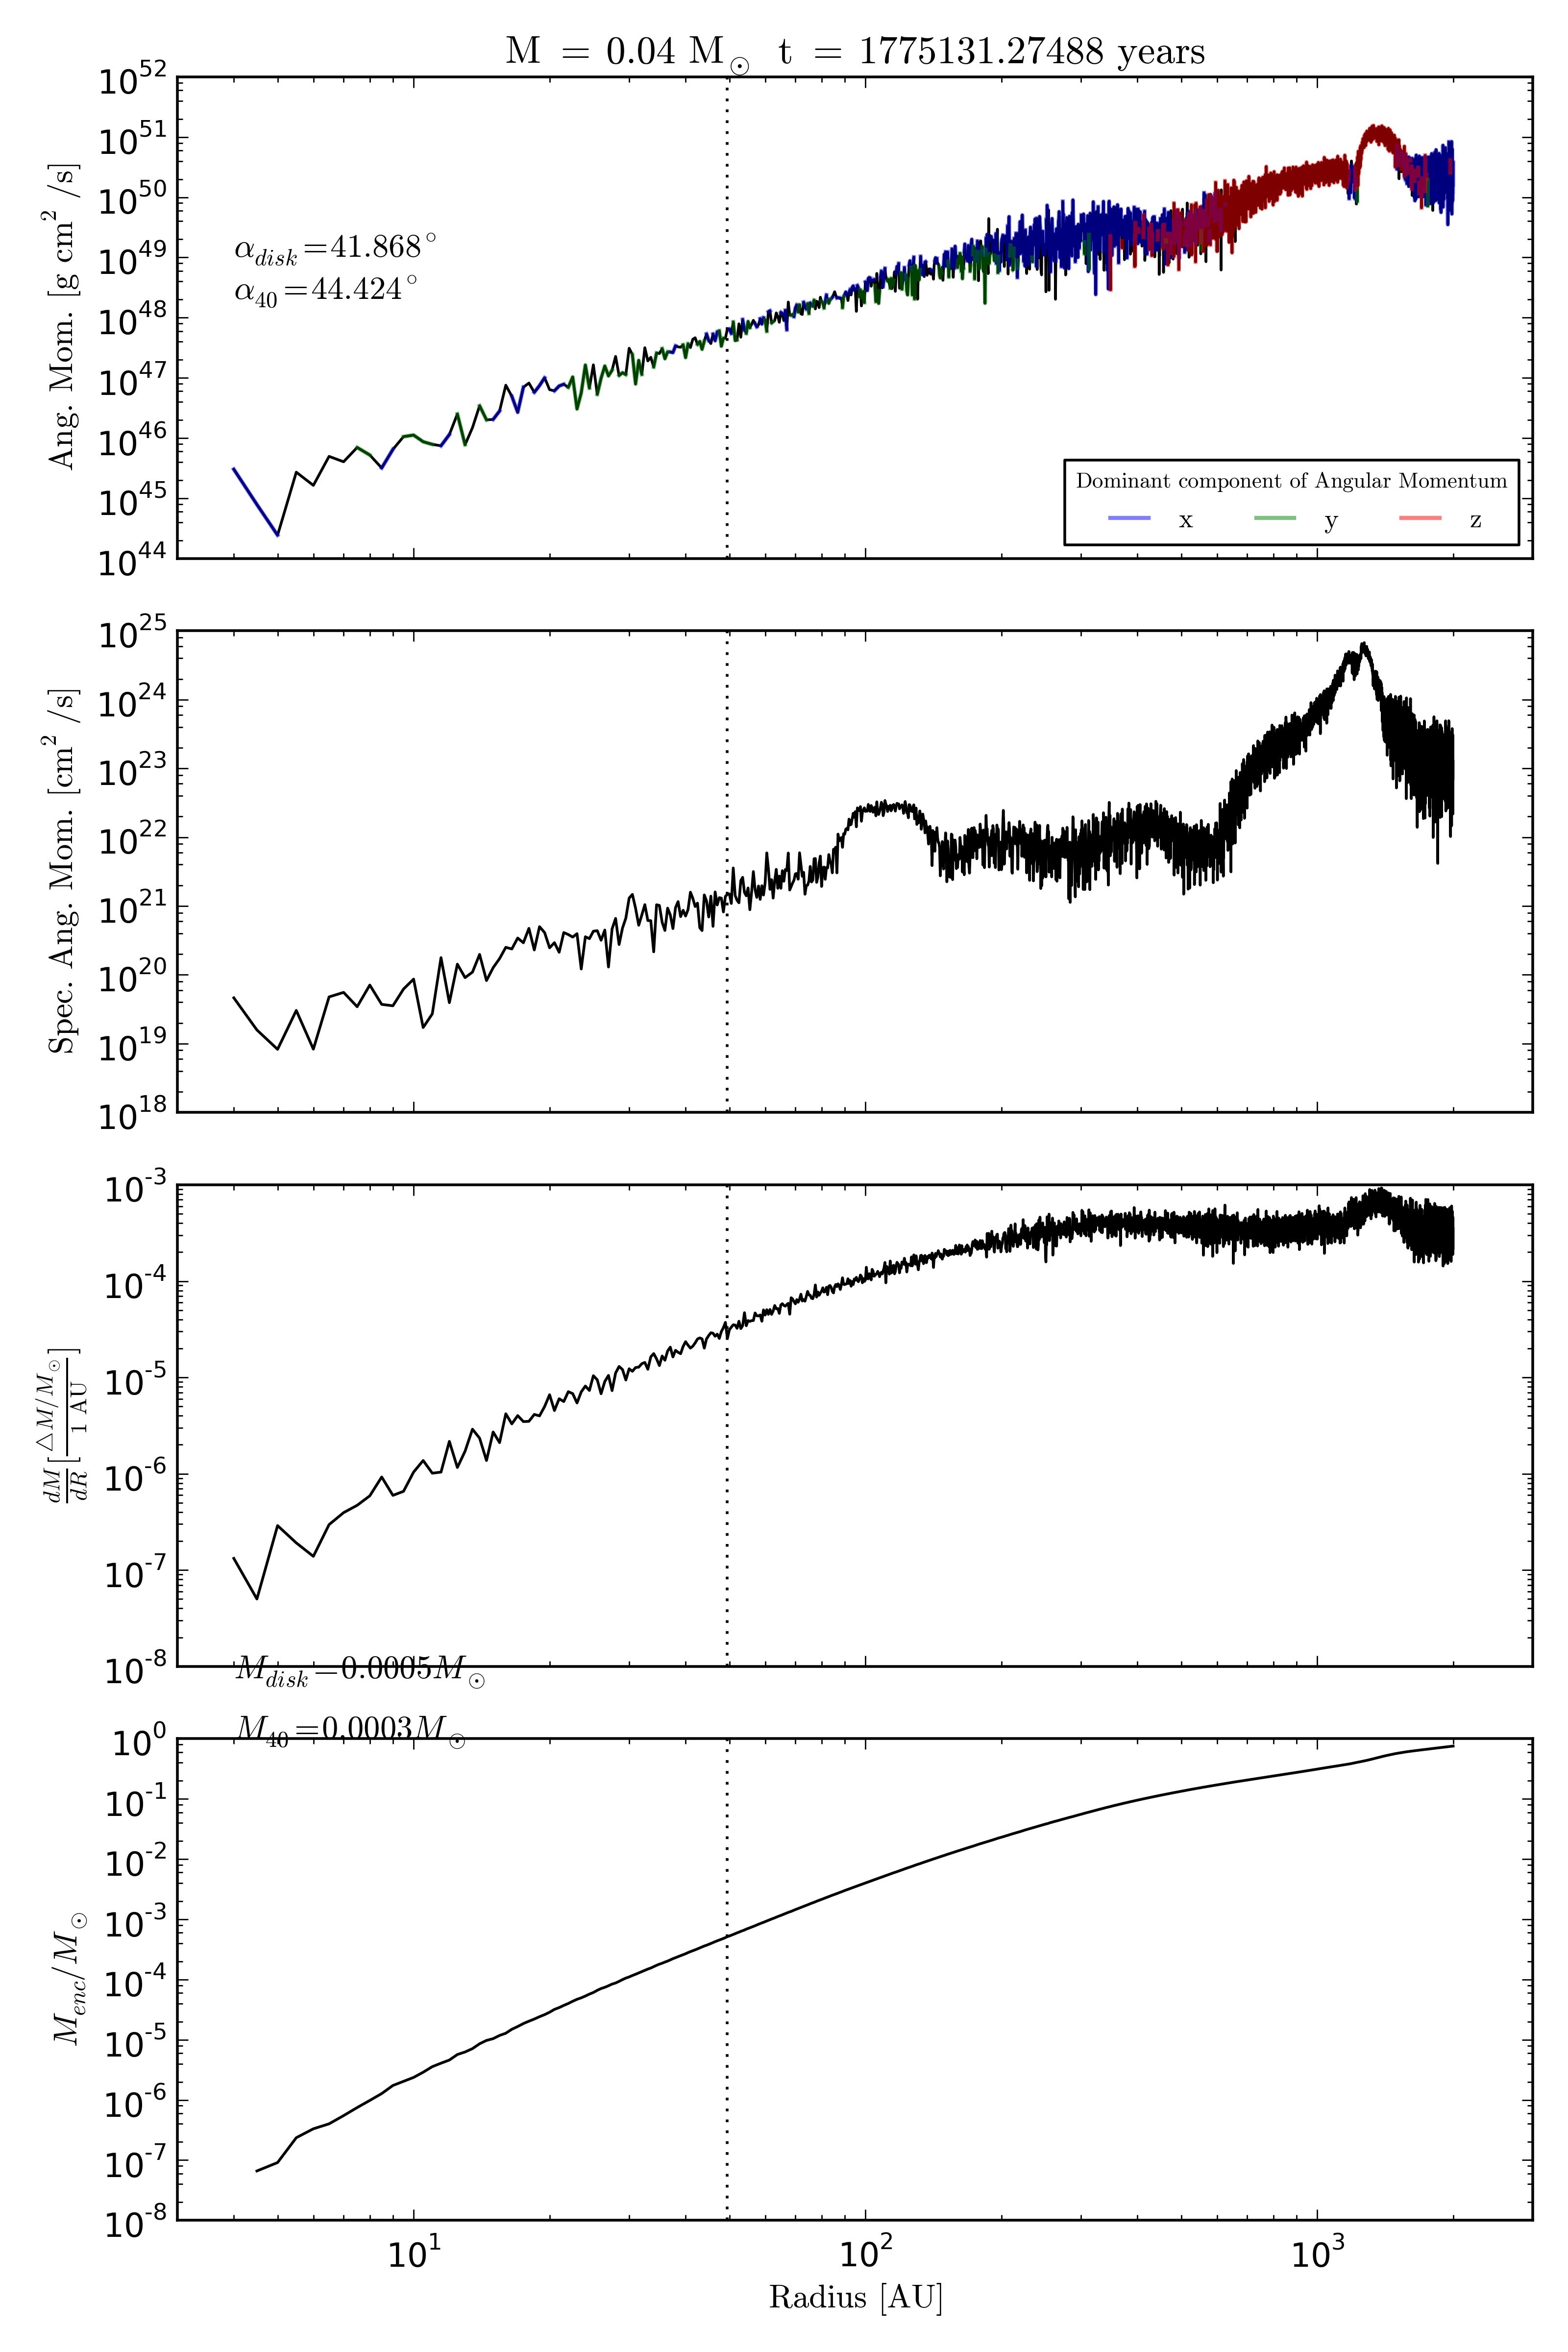 M = 0.04 M⊙ t = 1775131.27488 years
10^52
10^51
10^50
10^49
10^48
10^47
10^46
10^45
10^44
Ang. Mom. [g cm^2 /s]
α_disk=41.868°
α_40=44.424°
Dominant component of Angular Momentum
x y z
10^25
10^24
10^23
10^22
10^21
10^20
10^19
10^18
Spec. Ang. Mom. [cm^2 /s]
10^-3
10^-4
10^-5
10^-6
10^-7
10^-8
dM/dR [△M/M⊙ / 1 AU]
M_disk=0.0005M⊙
M_40=0.0003M⊙
10^0
10^-1
10^-2
10^-3
10^-4
10^-5
10^-6
10^-7
10^-8
M_enc/M⊙
10^1 10^2 10^3
Radius [AU]